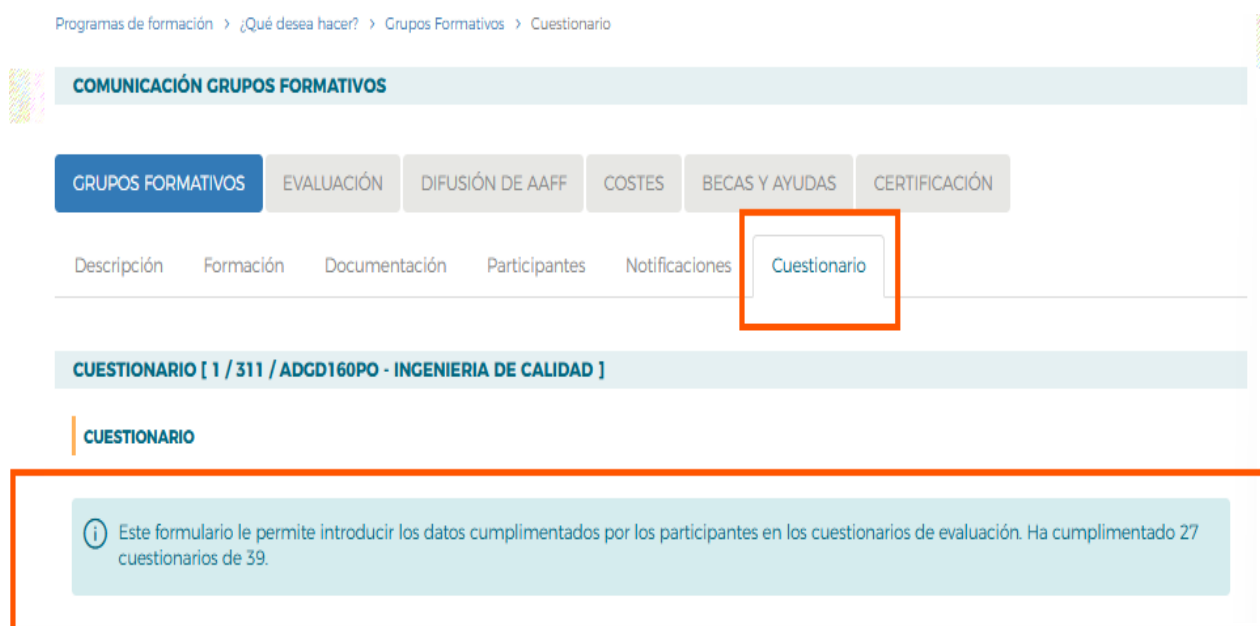 Programas de formación > ¿Qué desea hacer? > Grupos Formativos > Cuestionario
COMUNICACIÓN GRUPOS FORMATIVOS
GRUPOS FORMATIVOS EVALUACIÓN DIFUSIÓN DE AAFF COSTES BECAS Y AYUDAS CERTIFICACIÓN
Descripción Formación Documentación Participantes Notificaciones Cuestionario
CUESTIONARIO [ 1 / 311 / ADGD160PO - INGENIERIA DE CALIDAD ]
CUESTIONARIO
Este formulario le permite introducir los datos cumplimentados por los participantes en los cuestionarios de evaluación. Ha cumplimentado 27
cuestionarios de 39.